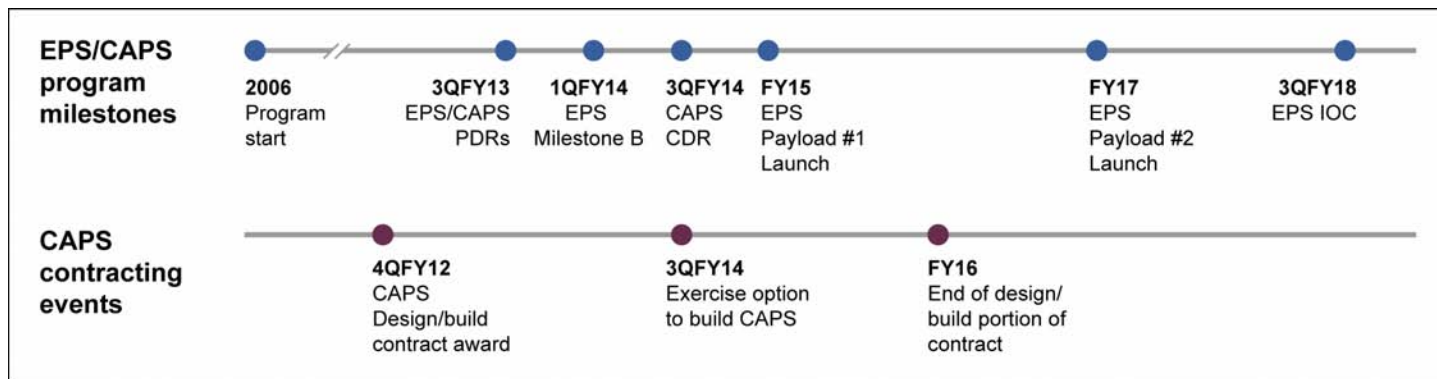 EPS/CAPS
program
milestones
2006
Program
start
3QFY13
EPS/CAPS
PDRs
1QFY14
EPS
Milestone B
3QFY14
CAPS
CDR
FY15
EPS
Payload #1
Launch
FY17
EPS
Payload #2
Launch
3QFY18
EPS IOC
CAPS
contracting
events
4QFY12
CAPS
Design/build
contract award
3QFY14
Exercise option
to build CAPS
FY16
End of design/
build portion of
contract